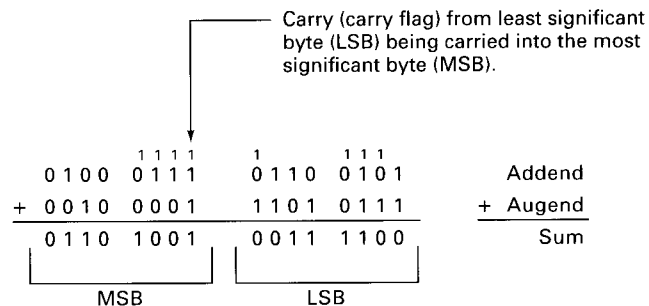 Carry (carry flag) from least significant
byte (LSB) being carried into the most
significant byte (MSB).
1 1 1 1 1 1 1 1
0 1 0 0 0 1 1 1 0 1 1 0 0 1 0 1 Addend
+ 0 0 1 0 0 0 0 1 1 1 0 1 0 1 1 1 + Augend
0 1 1 0 1 0 0 1 0 0 1 1 1 1 0 0 Sum
MSB LSB